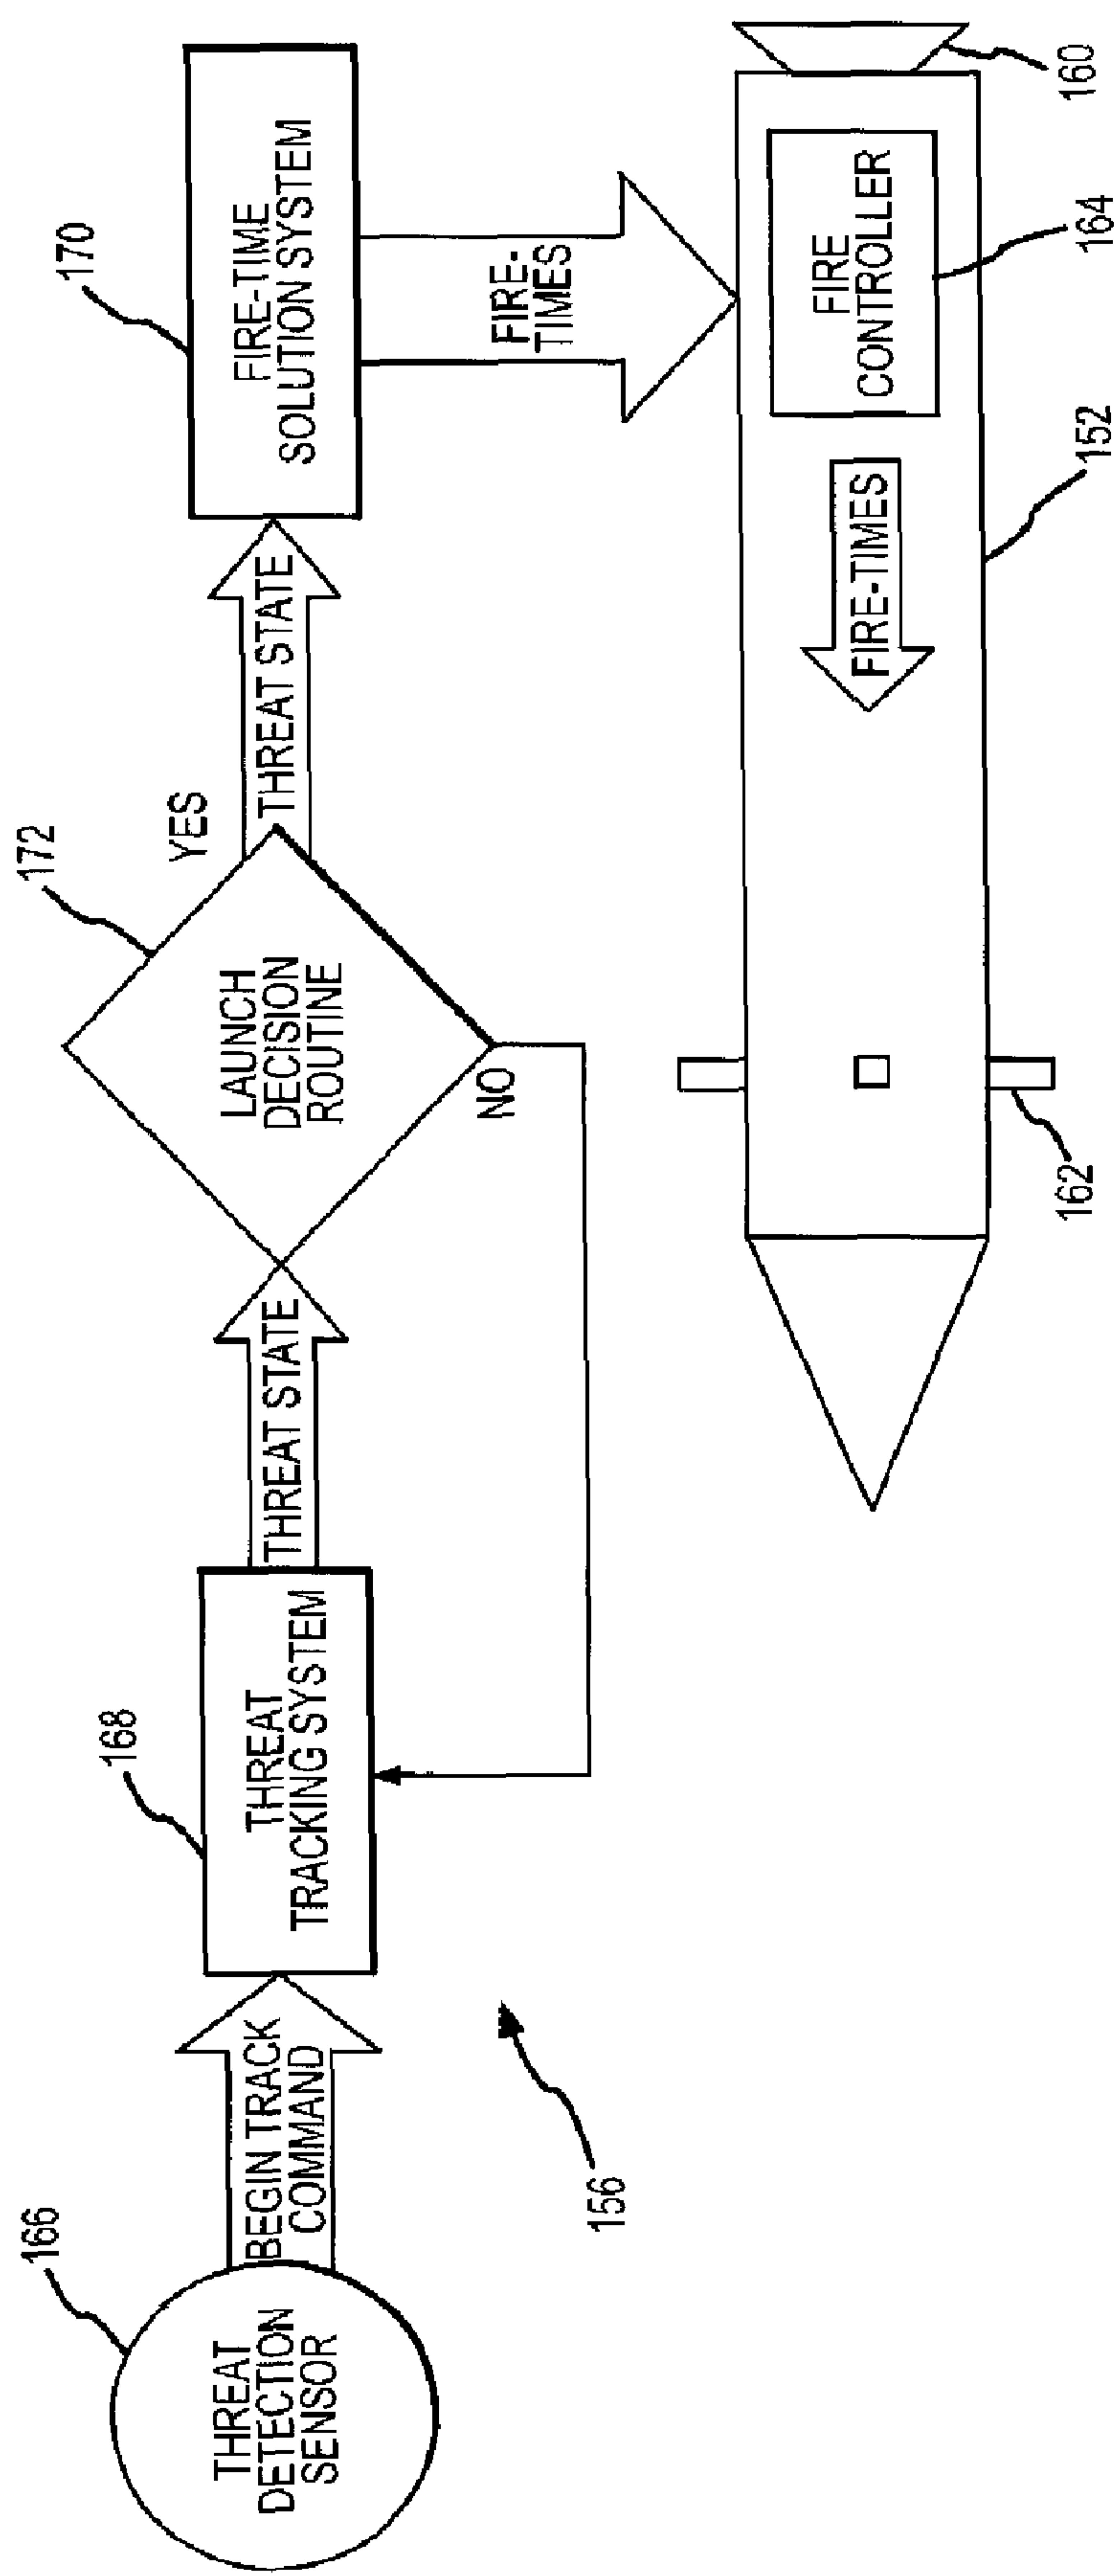 166
THREAT
DETECTION
SENSOR
BEGIN TRACK
COMMAND
168
THREAT
TRACKING SYSTEM
THREAT STATE
172
LAUNCH
DECISION
ROUTINE
YES
NO
THREAT STATE
170
FIRE-TIME
SOLUTION SYSTEM
FIRE-
TIMES
156
162
FIRE-TIMES
152
FIRE
CONTROLLER
164
160